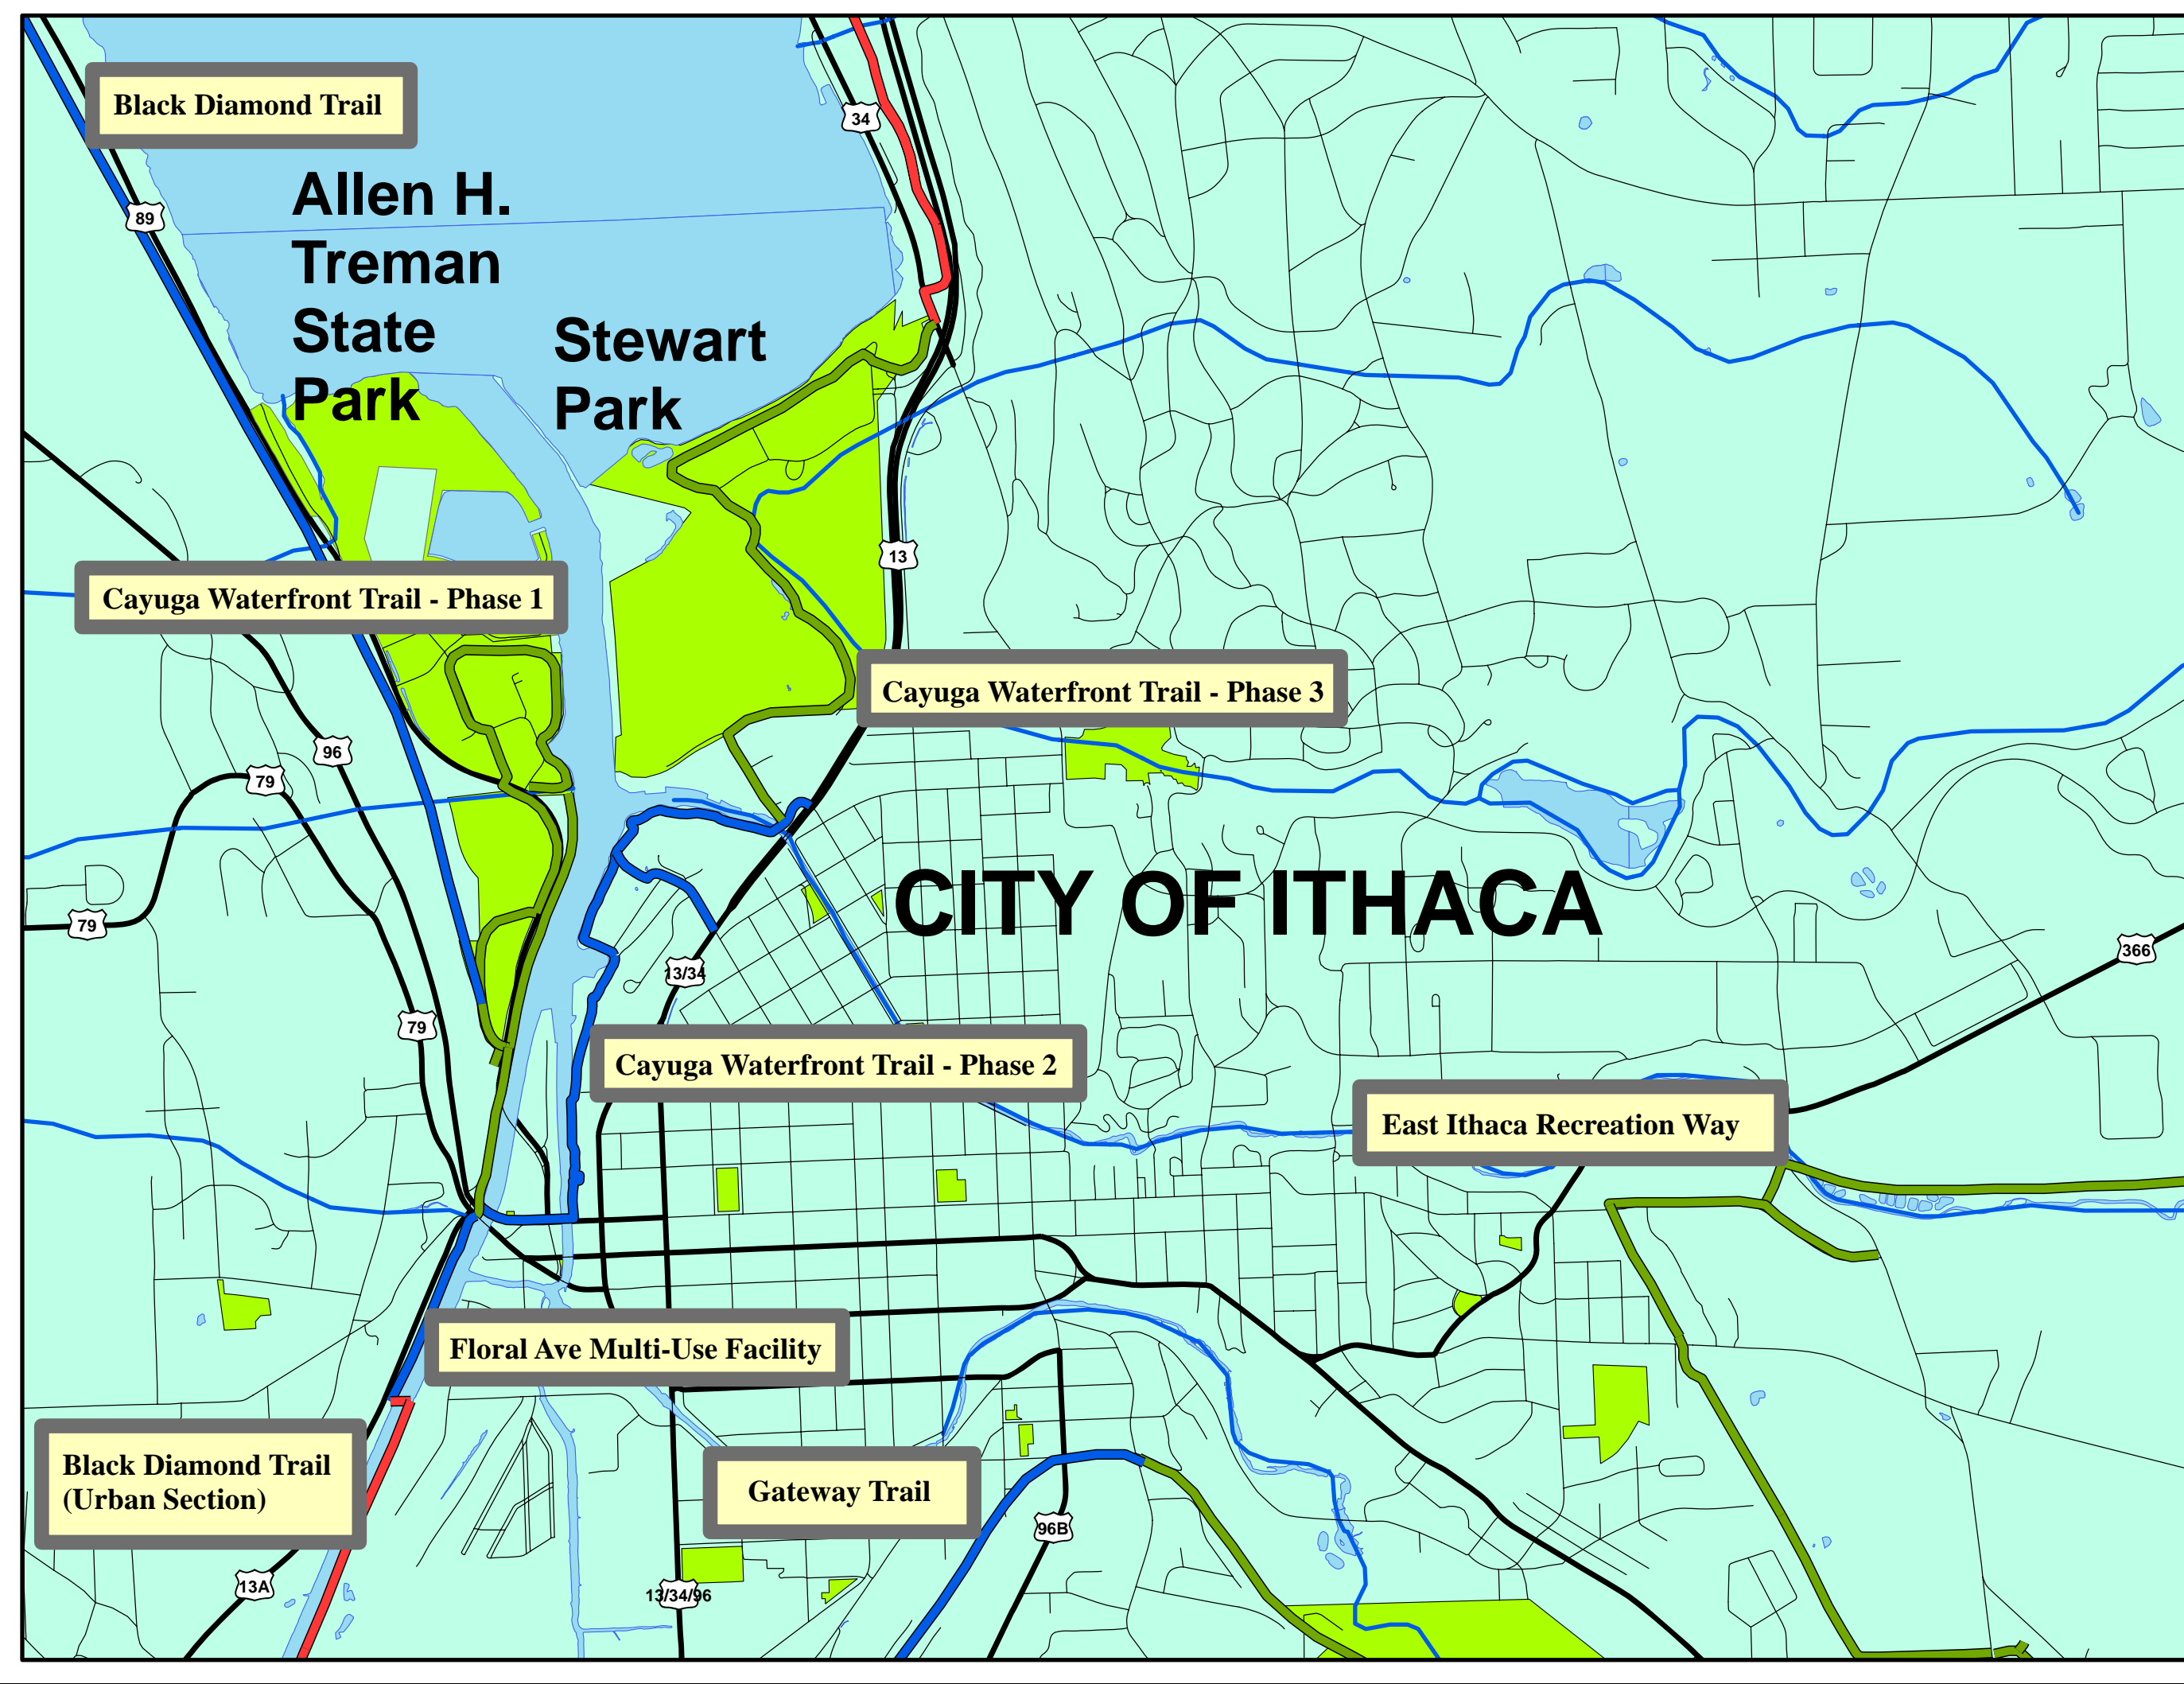 Black Diamond Trail
34
Allen H.
Treman
State
Park
89
Stewart
Park
13
Cayuga Waterfront Trail - Phase 1
Cayuga Waterfront Trail - Phase 3
96
79
CITY OF ITHACA
79
366
13/34
79
Cayuga Waterfront Trail - Phase 2
East Ithaca Recreation Way
Floral Ave Multi-Use Facility
Black Diamond Trail
(Urban Section)
Gateway Trail
96B
13A
13/34/96